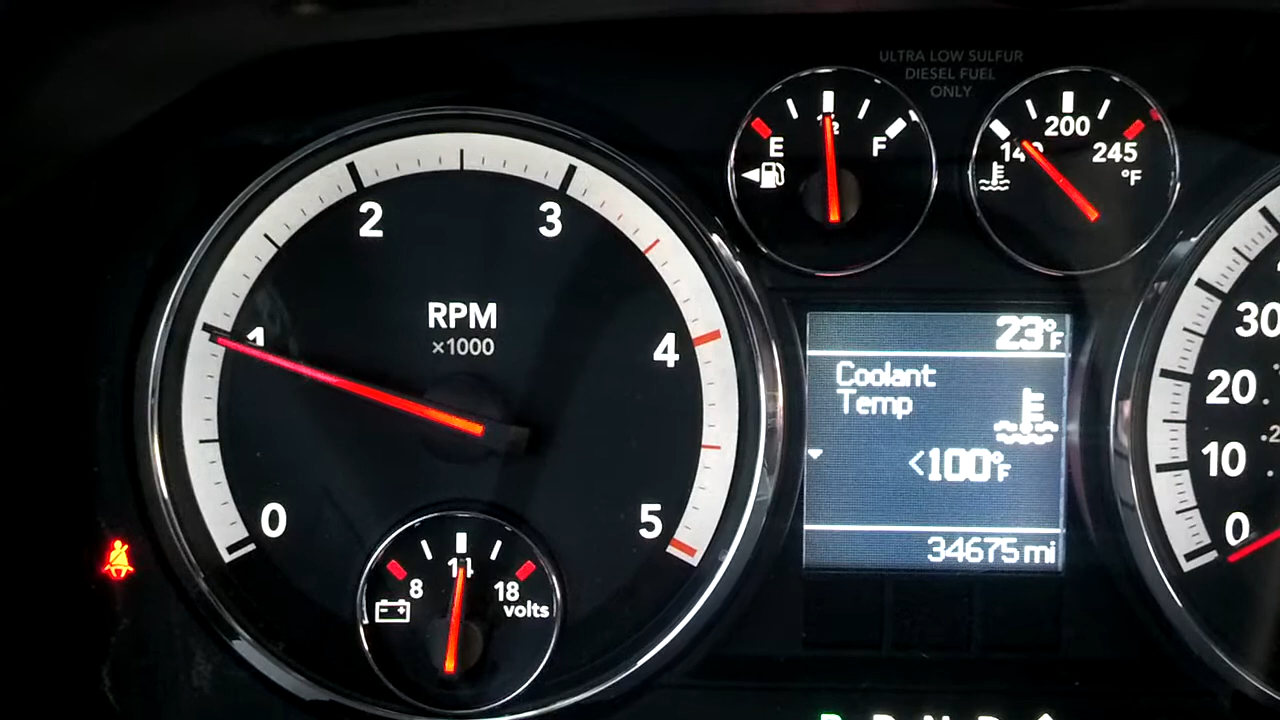 ULTRA LOW SULFUR
DIESEL FUEL
ONLY
E
F
200
245
°F
2
3
RPM
×1000
1
4
0
5
8
14
18
volts
23°F
Coolant
Temp
<100°F
34675 mi
30
20
10
0